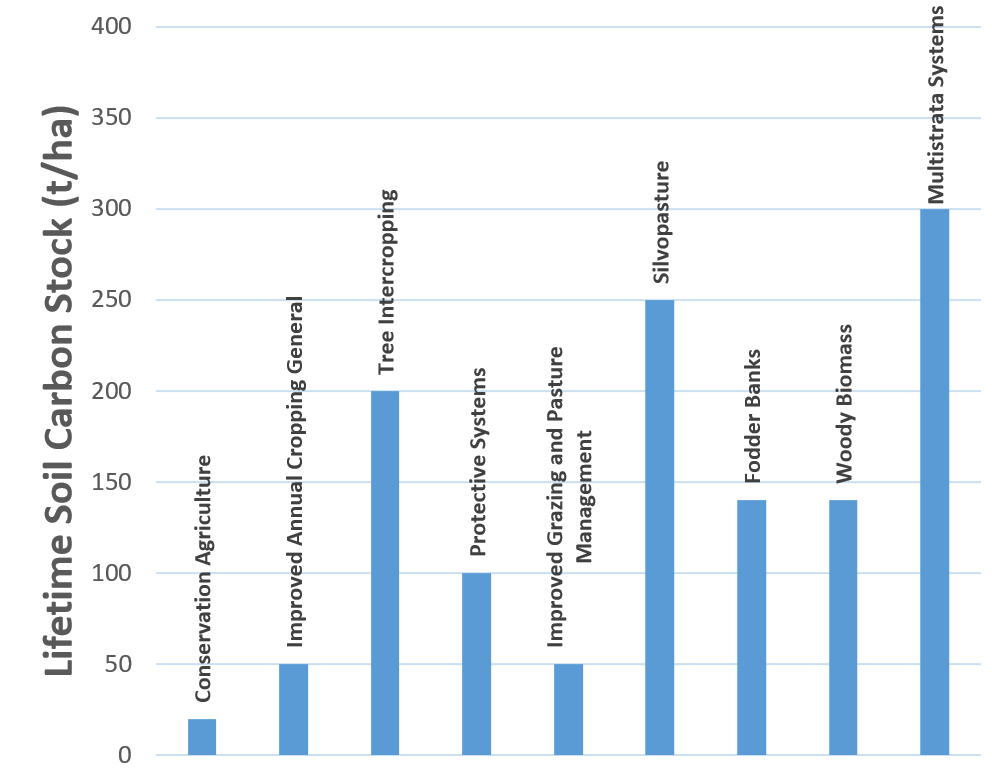 Lifetime Soil Carbon Stock (t/ha)
400
350
300
250
200
150
100
50
0
Conservation Agriculture
Improved Annual Cropping General
Tree Intercropping
Protective Systems
Improved Grazing and Pasture
Management
Silvopasture
Fodder Banks
Woody Biomass
Multistrata Systems